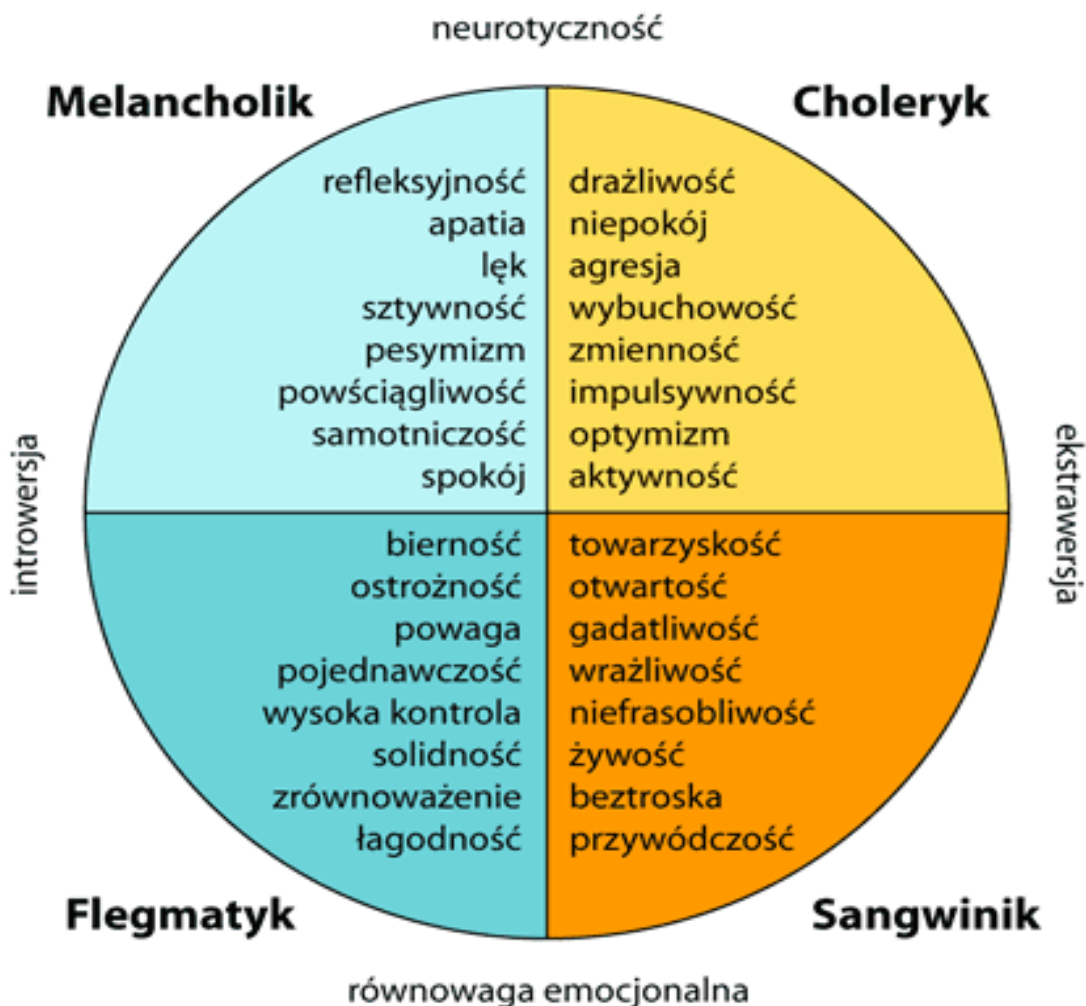 neurotyczność
Melancholik
Choleryk
refleksyjność
apatia
lęk
sztywność
pesymizm
powściągliwość
samotniczość
spokój
drażliwość
niepokój
agresja
wybuchowość
zmienność
impulsywność
optymizm
aktywność
introwersja
ekstrawersja
bierność
ostrożność
powaga
pojednawczość
wysoka kontrola
solidność
zrównoważenie
łagodność
towarzyskość
otwartość
gadatliwość
wrażliwość
niefrasobliwość
żywość
beztroska
przywódczość
Flegmatyk
Sangwinik
równowaga emocjonalna